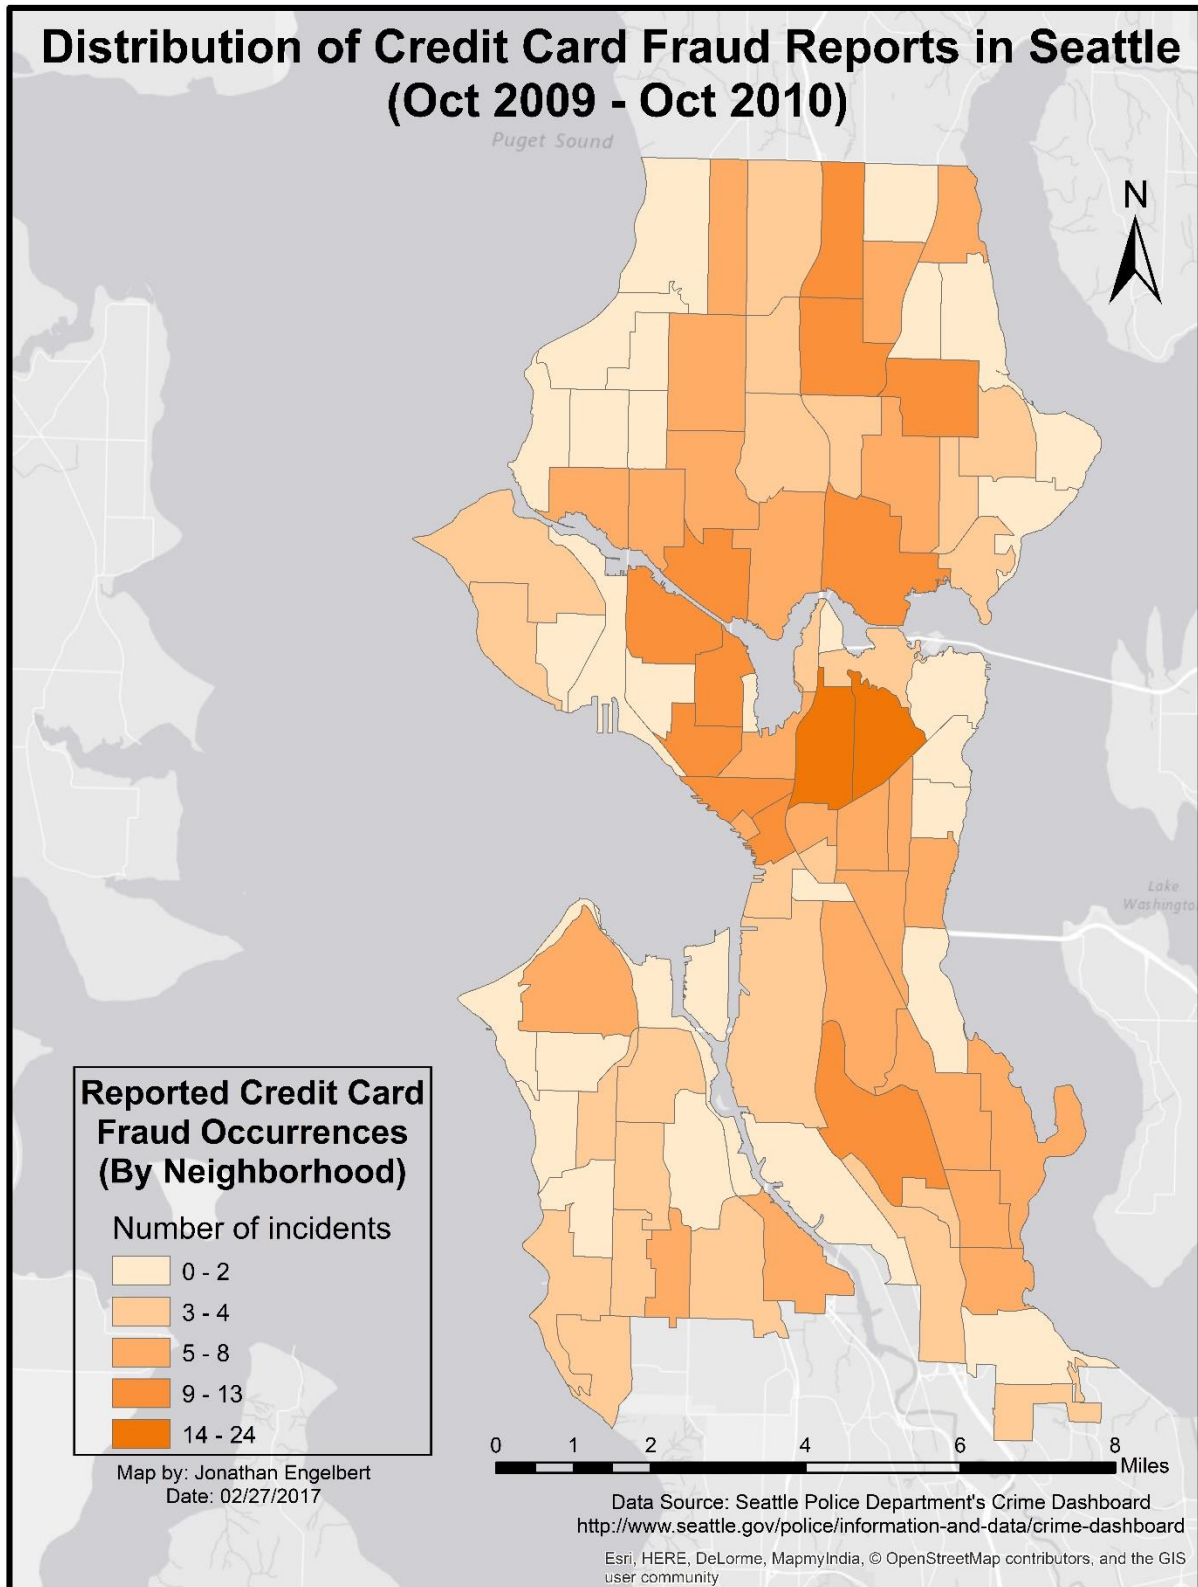 Distribution of Credit Card Fraud Reports in Seattle
(Oct 2009 - Oct 2010)
Puget Sound
N
Lake
Washingto
Reported Credit Card
Fraud Occurrences
(By Neighborhood)
Number of incidents
0 - 2
3 - 4
5 - 8
9 - 13
14 - 24
Map by: Jonathan Engelbert
Date: 02/27/2017
0 1 2 4 6 8
Miles
Data Source: Seattle Police Department's Crime Dashboard
http://www.seattle.gov/police/information-and-data/crime-dashboard
Esri, HERE, DeLorme, MapmyIndia, © OpenStreetMap contributors, and the GIS
user community